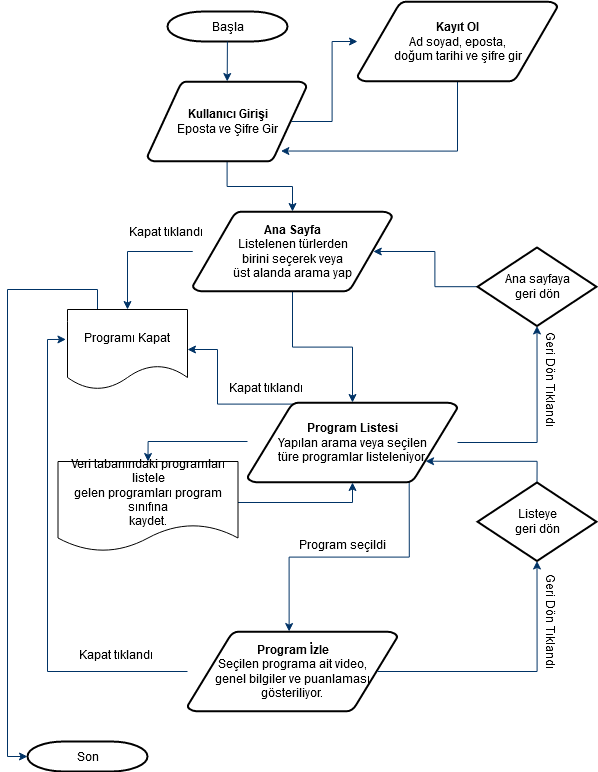 Başla
Kayıt Ol
Ad soyad, eposta,
doğum tarihi ve şifre gir
Kullanıcı Girişi
Eposta ve Şifre Gir
Ana Sayfa
Listelenen türlerden
birini seçerek veya
üst alanda arama yap
Kapat tıklandı
Ana sayfaya
geri dön
Programı Kapat
Geri Dön Tıklandı
Kapat tıklandı
Program Listesi
Yapılan arama veya seçilen
türe programlar listeleniyor
Veri tabanındaki programları
listele
gelen programları program
sınıfına
kaydet.
Listeye
geri dön
Program seçildi
Geri Dön Tıklandı
Program İzle
Seçilen programa ait video,
genel bilgiler ve puanlaması
gösteriliyor.
Kapat tıklandı
Son